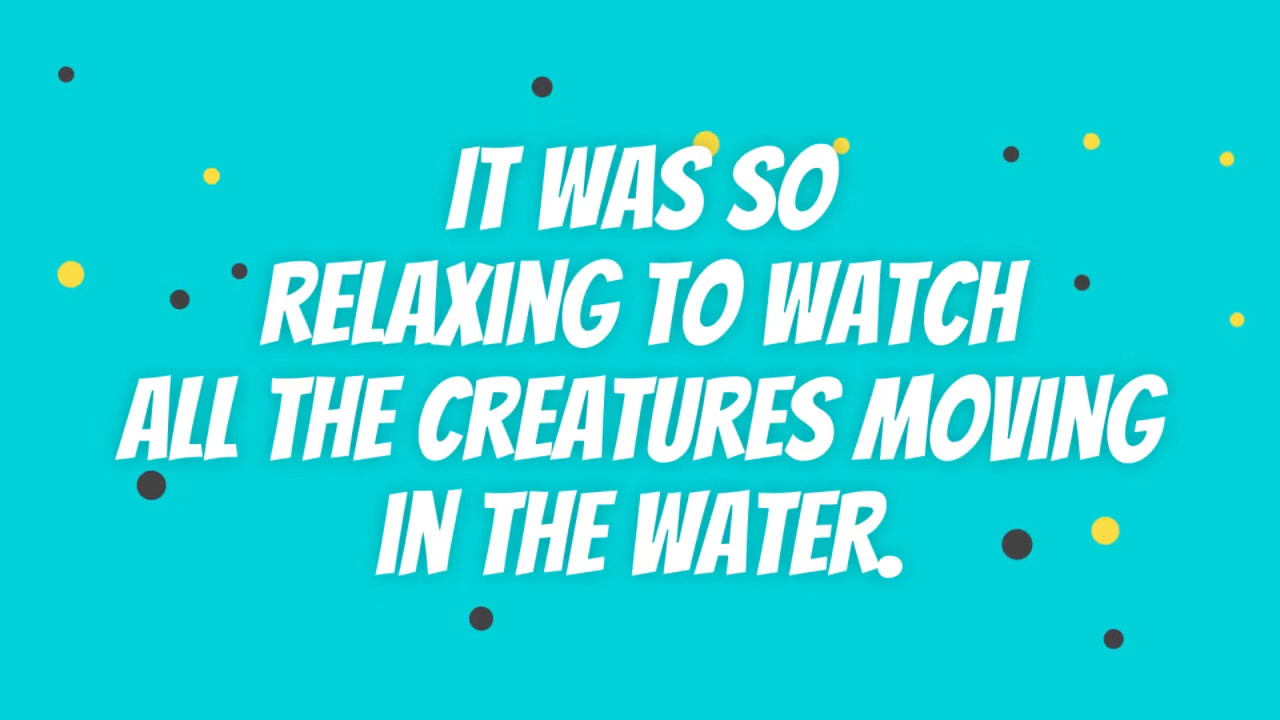 IT WAS SO
RELAXING TO WATCH
ALL THE CREATURES MOVING
IN THE WATER.